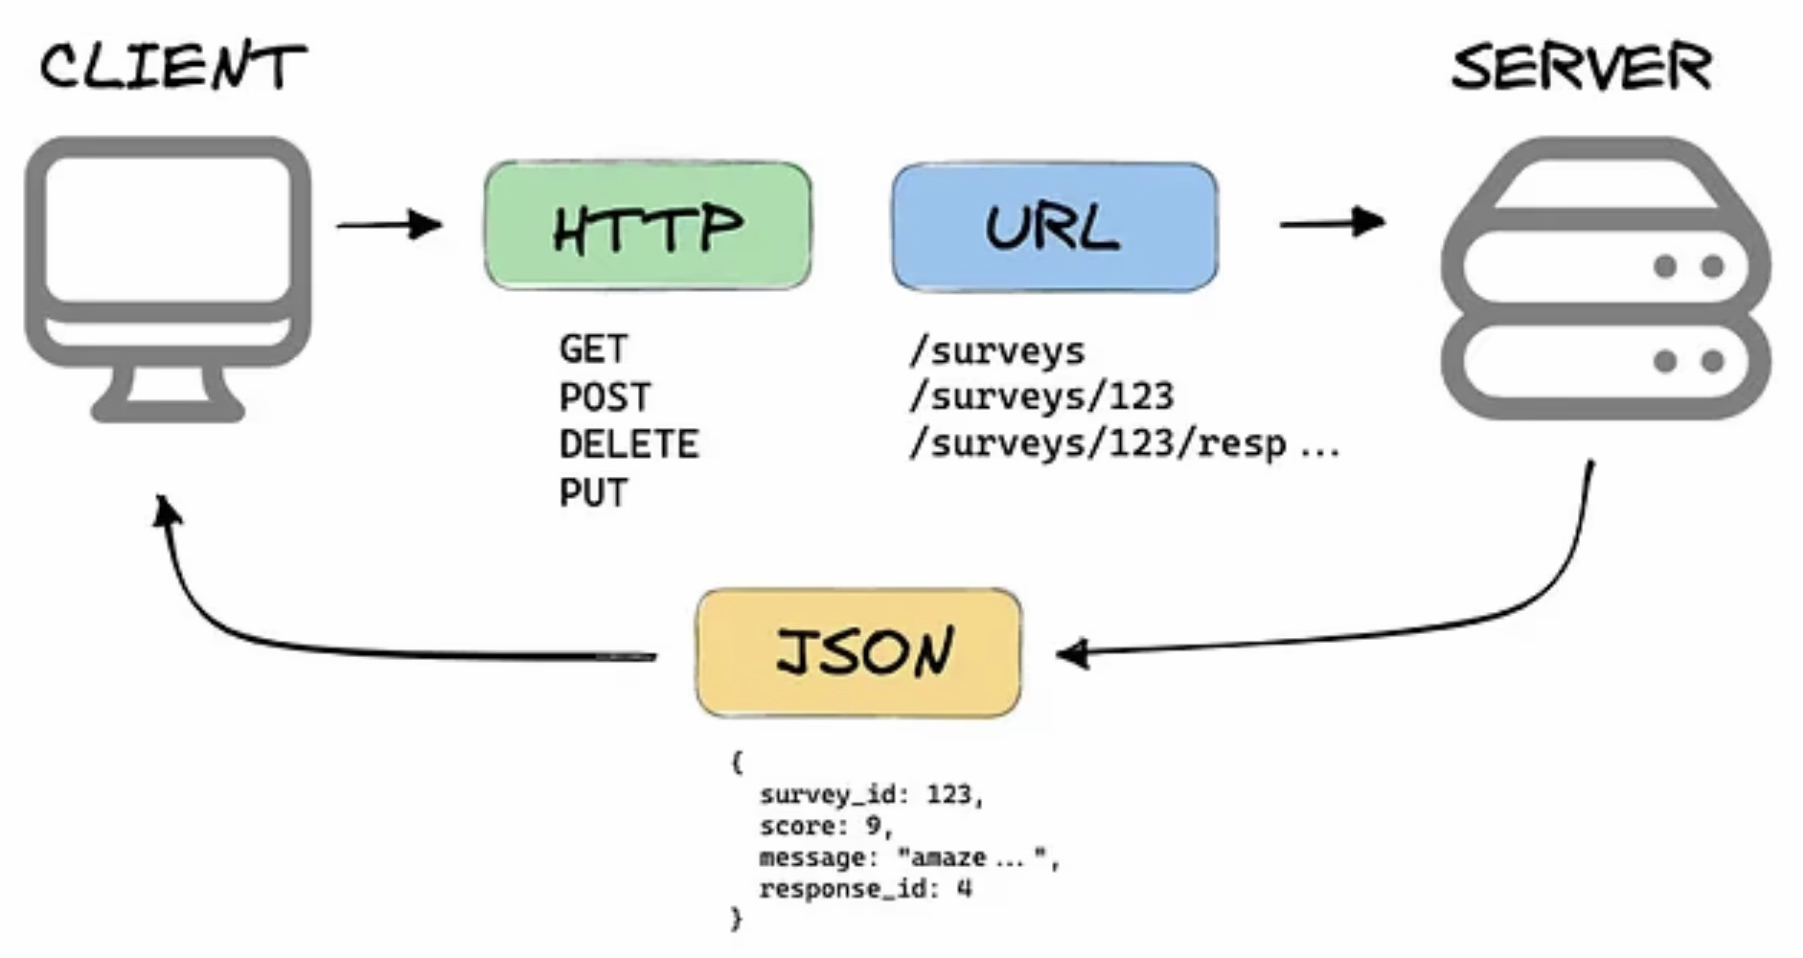 CLIENT
SERVER
HTTP
URL
GET
POST
DELETE
PUT
/surveys
/surveys/123
/surveys/123/resp ...
JSON
{
survey_id: 123,
score: 9,
message: "amaze ... ",
response_id: 4
}